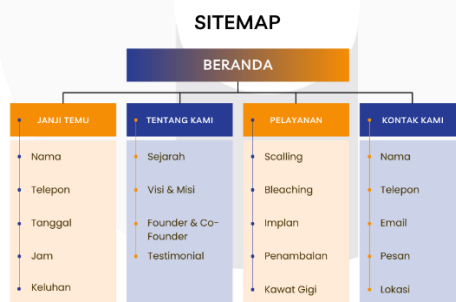 SITEMAP
BERANDA
JANJI TEMU
Nama
Telepon
Tanggal
Jam
Keluhan
TENTANG KAMI
Sejarah
Visi & Misi
Founder & Co-
Founder
Testimonial
PELAYANAN
Scalling
Bleaching
Implan
Penambalan
Kawat Gigi
KONTAK KAMI
Nama
Telepon
Email
Pesan
Lokasi